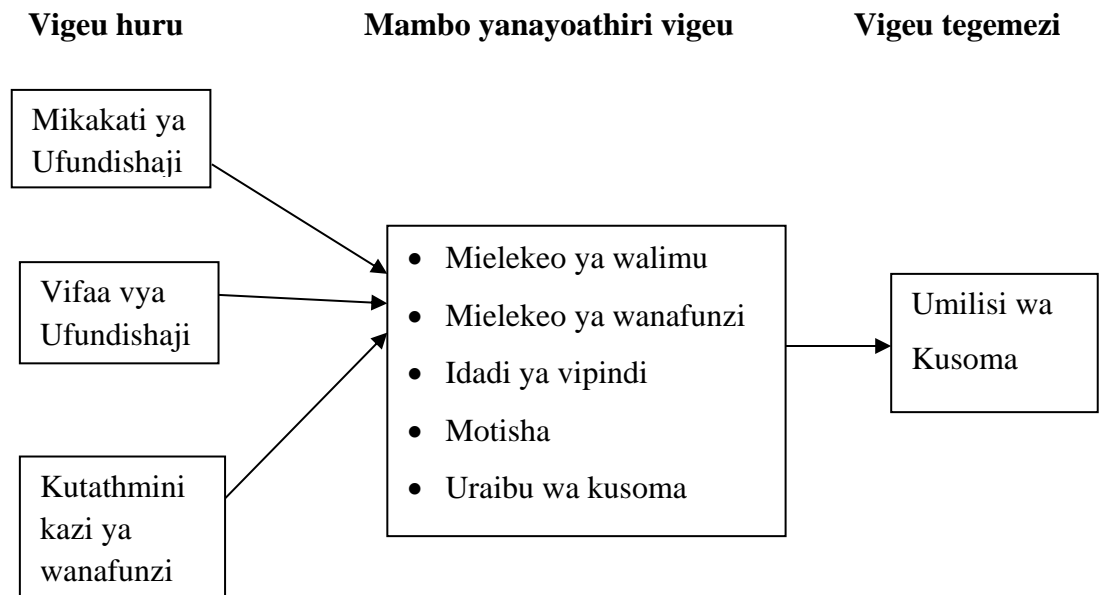 Vigeu huru
Mambo yanayoathiri vigeu
Vigeu tegemezi
Mikakati ya
Ufundishaji
Vifaa vya
Ufundishaji
Kutathmini
kazi ya
wanafunzi
• Mielekeo ya walimu
• Mielekeo ya wanafunzi
• Idadi ya vipindi
• Motisha
• Uraibu wa kusoma
Umilisi wa
Kusoma